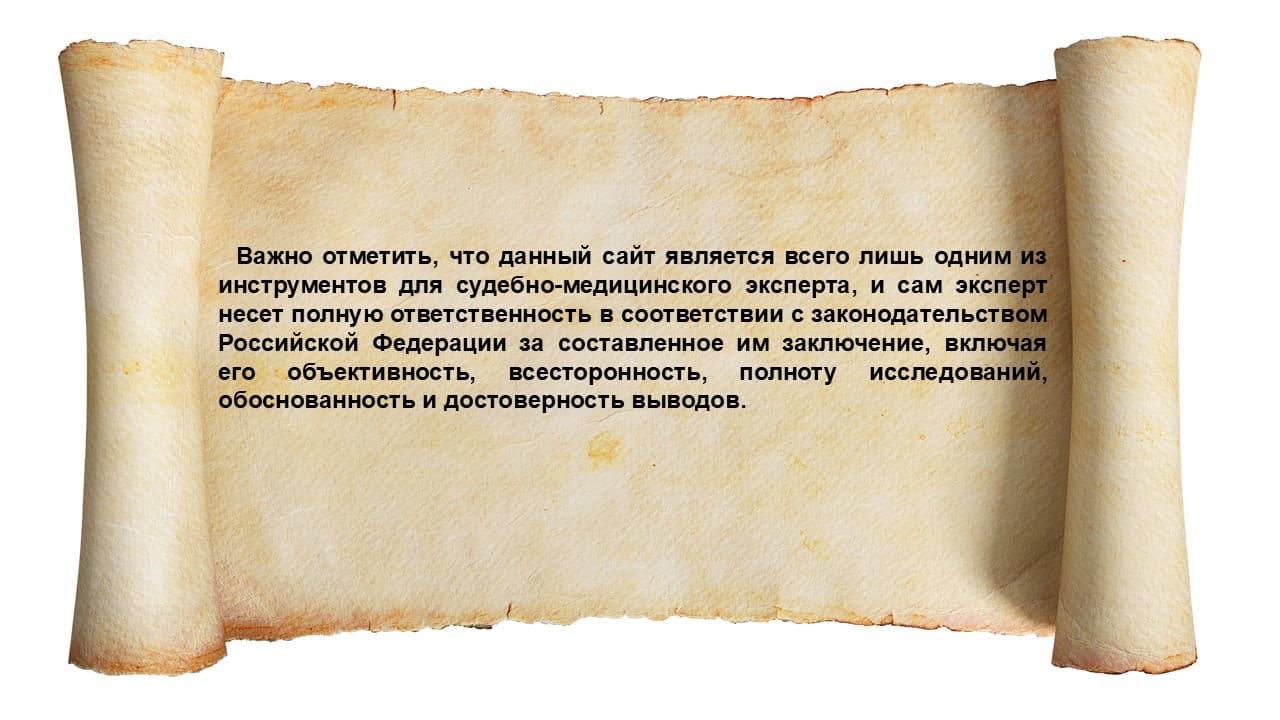 Важно отметить, что данный сайт является всего лишь одним из
инструментов для судебно-медицинского эксперта, и сам эксперт
несет полную ответственность в соответствии с законодательством
Российской Федерации за составленное им заключение, включая
его объективность, всесторонность, полноту исследований,
обоснованность и достоверность выводов.